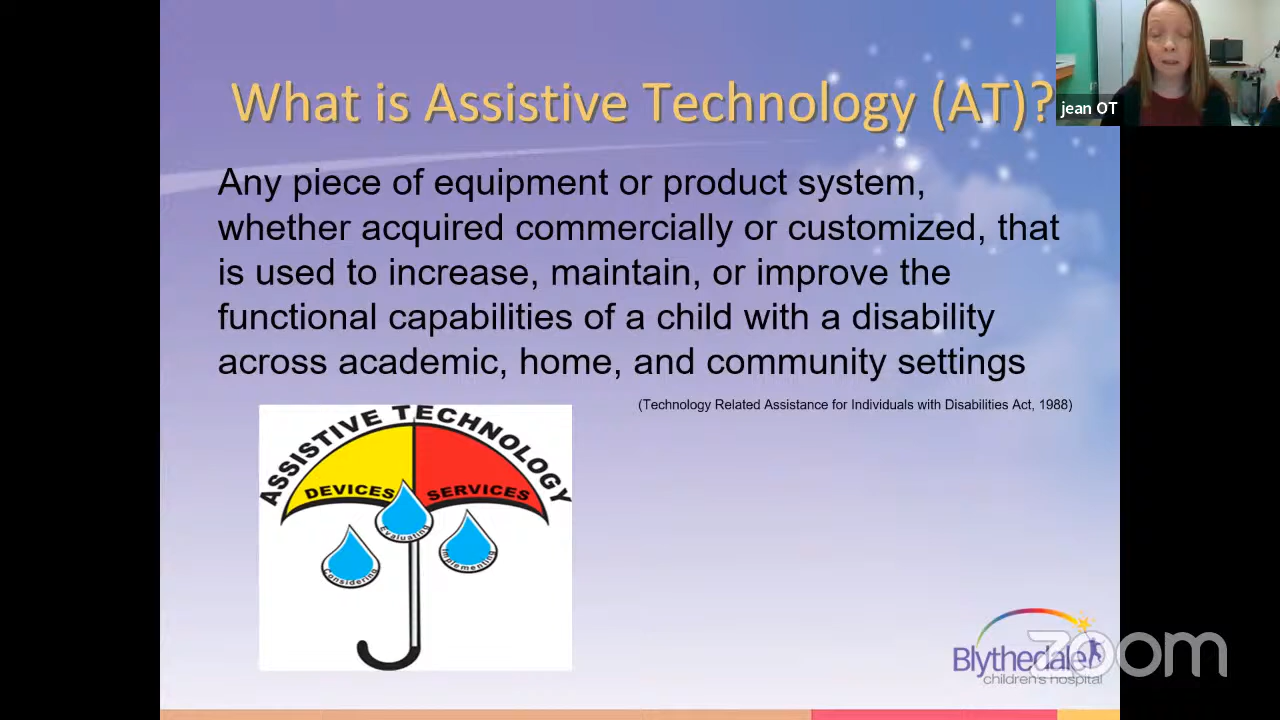 What is Assistive Technology (AT)?
jean OT
Any piece of equipment or product system,
whether acquired commercially or customized, that
is used to increase, maintain, or improve the
functional capabilities of a child with a disability
across academic, home, and community settings
(Technology Related Assistance for Individuals with Disabilities Act, 1988)
ASSISTIVE TECHNOLOGY
DEVICES SERVICES
Evaluating
Considering
Implementing
Blythedale
children's hospital
zoom